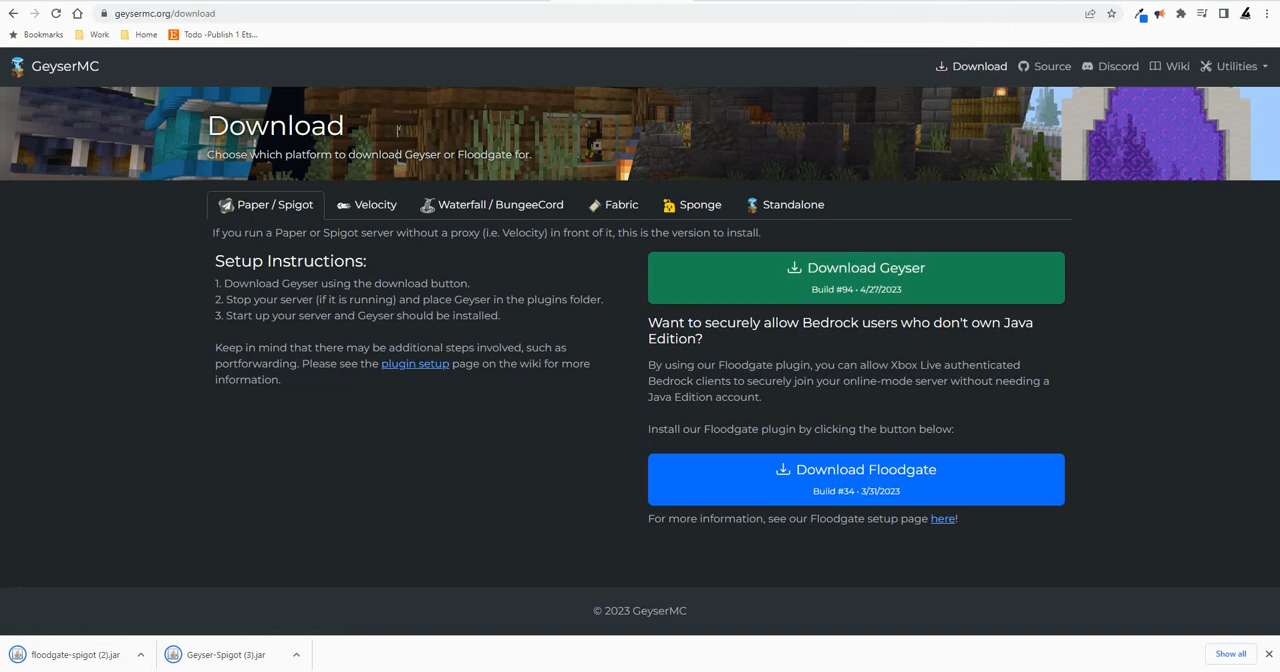 geysermc.org/download
Bookmarks
Work
Home
Todo -Publish 1 Ets...
GeyserMC
Download
Source
Discord
Wiki
Utilities
Download
Choose which platform to download Geyser or Floodgate for.
Paper / Spigot
Velocity
Waterfall / BungeeCord
Fabric
Sponge
Standalone
If you run a Paper or Spigot server without a proxy (i.e. Velocity) in front of it, this is the version to install.
Setup Instructions:
1. Download Geyser using the download button.
2. Stop your server (if it is running) and place Geyser in the plugins folder.
3. Start up your server and Geyser should be installed.
Keep in mind that there may be additional steps involved, such as
portforwarding. Please see the plugin setup page on the wiki for more
information.
Download Geyser
Build #94 • 4/27/2023
Want to securely allow Bedrock users who don't own Java
Edition?
By using our Floodgate plugin, you can allow Xbox Live authenticated
Bedrock clients to securely join your online-mode server without needing a
Java Edition account.
Install our Floodgate plugin by clicking the button below:
Download Floodgate
Build #34 • 3/31/2023
For more information, see our Floodgate setup page here!
© 2023 GeyserMC
floodgate-spigot (2).jar
Geyser-Spigot (3).jar
Show all